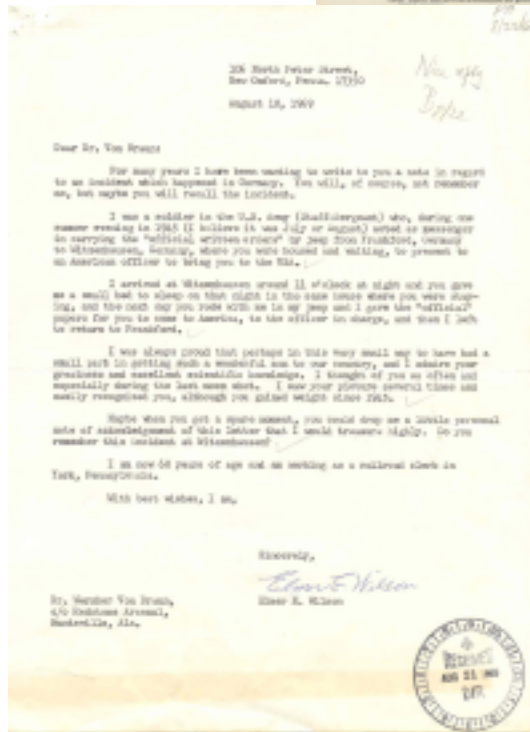 106 North Peter Street,
New Oxford, Penna. 17350
August 18, 1969
Nice reply
Dear Dr. Von Braun:
For many years I have been wanting to write to you a note in regard
to an incident which happened in Germany. You will, of course, not remember
me, but maybe you will recall the incident.
I was a soldier in the U.S. Army (Staff Sergeant) who, during one
summer evening in 1945 (I believe it was July or August) acted as messenger
in carrying the "official written orders" by jeep from Frankford, Germany
to Witzenhausen, Germany, where you were housed and waiting, to present to
an American officer to bring you to the USA.
I arrived at Witzenhausen around 11 o'clock at night and you gave
me a small bed to sleep on that night in the same house where you were stay-
ing, and the next day you rode with me in my jeep and I gave the "official"
papers for you to come to America, to the officer in charge, and then I left
to return to Frankford.
I was always proud that perhaps in this very small way to have had a
small part in getting such a wonderful man to our country, and I admire your
greatness and excellent scientific knowledge. I thought of you so often and
especially during the last moon shot. I saw your picture several times and
easily recognized you, although you gained weight since 1945.
Maybe when you get a spare moment, you could drop me a little personal
note of acknowledgement of this letter that I would treasure highly. Do you
remember this incident at Witzenhausen?
I am now years of age and am working as a railroad clerk in
York, Pennsylvania.
With best wishes, I am,
Sincerely,
Elmer E. Wilson
Elmer E. Wilson
Dr. Wernher Von Braun,
c/o Redstone Arsenal,
Huntsville, Ala.
RECEIVED
AUG 21 1969
DIR